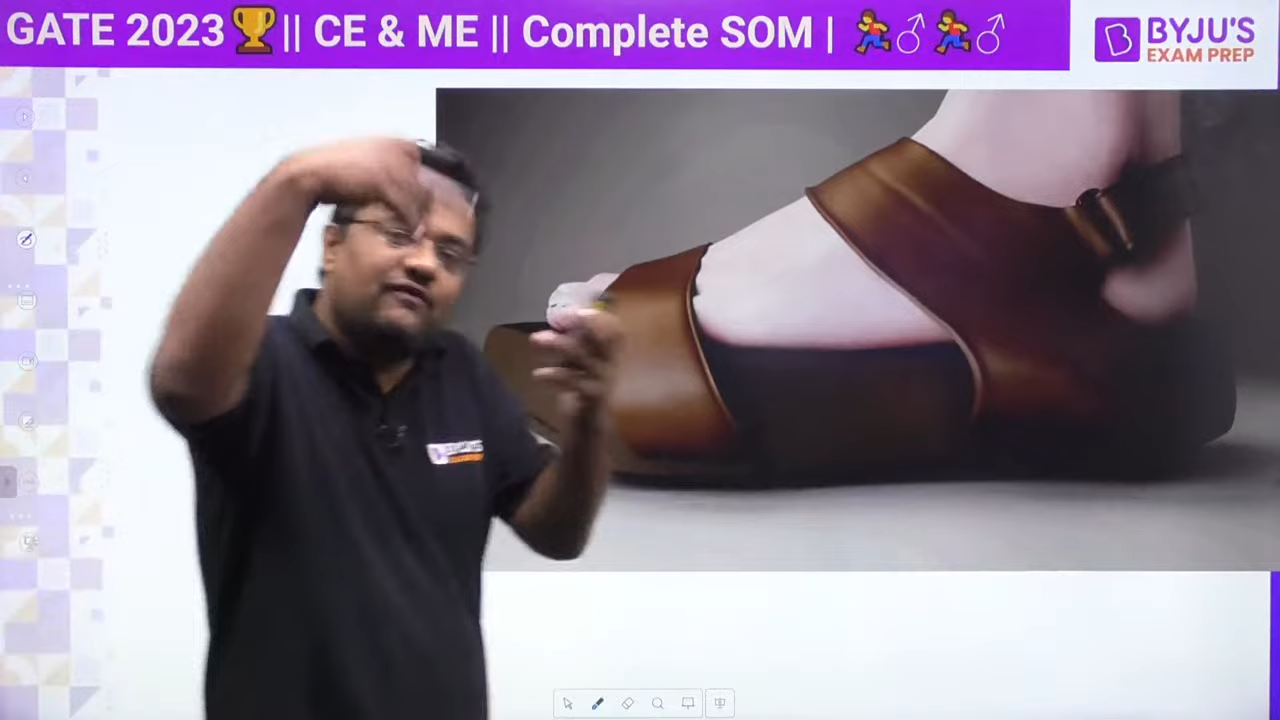 GATE 2023🏆|| CE & ME || Complete SOM | 🏃♂🏃♂
BYJU'S
EXAM PREP